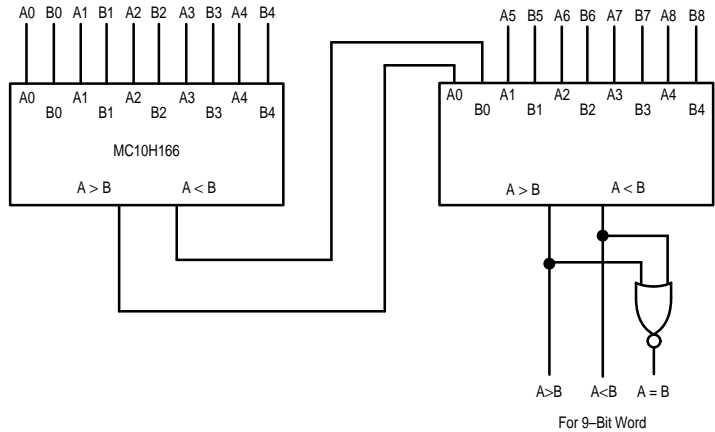 A0 B0 A1 B1 A2 B2 A3 B3 A4 B4
A0 B0 A1 B1 A2 B2 A3 B3 A4 B4
MC10H166
A > B A < B
A5 B5 A6 B6 A7 B7 A8 B8
A0 B0 A1 B1 A2 B2 A3 B3 A4 B4
A > B A < B
A>B A<B A = B
For 9–Bit Word